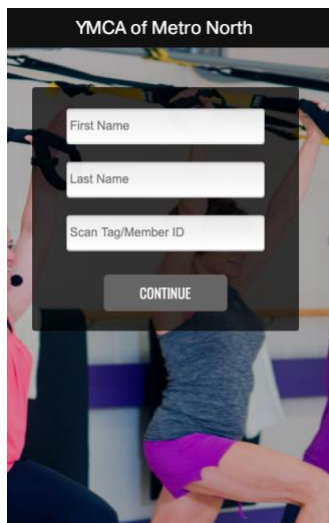 YMCA of Metro North
First Name
Last Name
Scan Tag/Member ID
CONTINUE